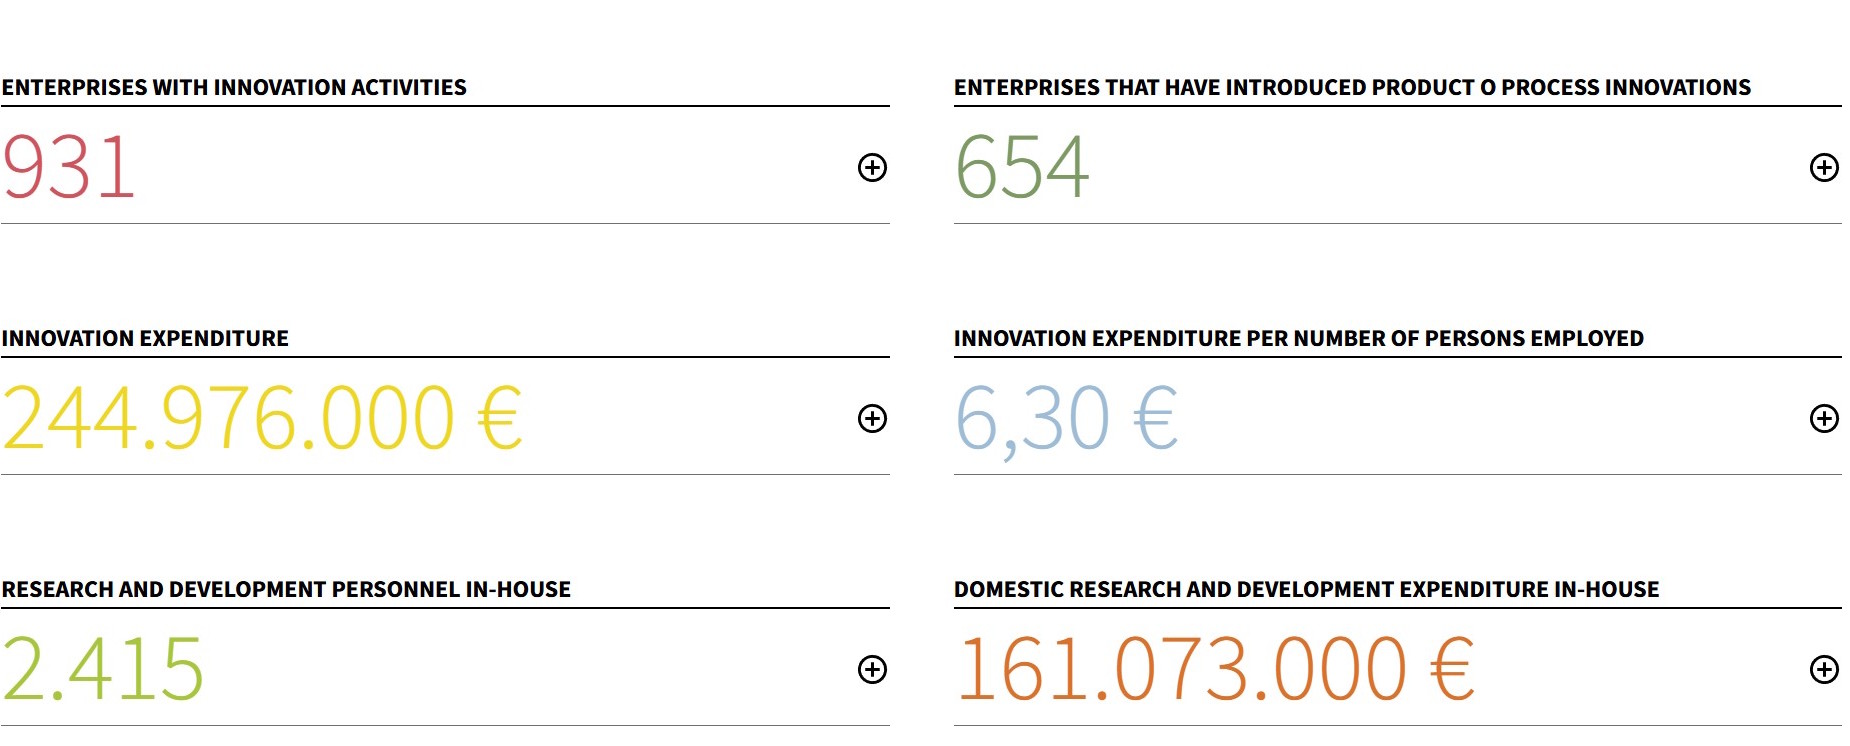 ENTERPRISES WITH INNOVATION ACTIVITIES
931
ENTERPRISES THAT HAVE INTRODUCED PRODUCT O PROCESS INNOVATIONS
654
INNOVATION EXPENDITURE
244.976.000 €
INNOVATION EXPENDITURE PER NUMBER OF PERSONS EMPLOYED
6,30 €
RESEARCH AND DEVELOPMENT PERSONNEL IN-HOUSE
2.415
DOMESTIC RESEARCH AND DEVELOPMENT EXPENDITURE IN-HOUSE
161.073.000 €